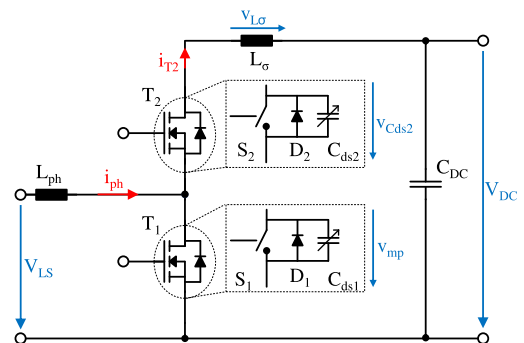 v_Lσ
i_T2
L_σ
T_2
S_2 D_2 C_ds2
v_Cds2
L_ph
i_ph
C_DC
V_DC
T_1
V_LS
S_1 D_1 C_ds1
v_mp